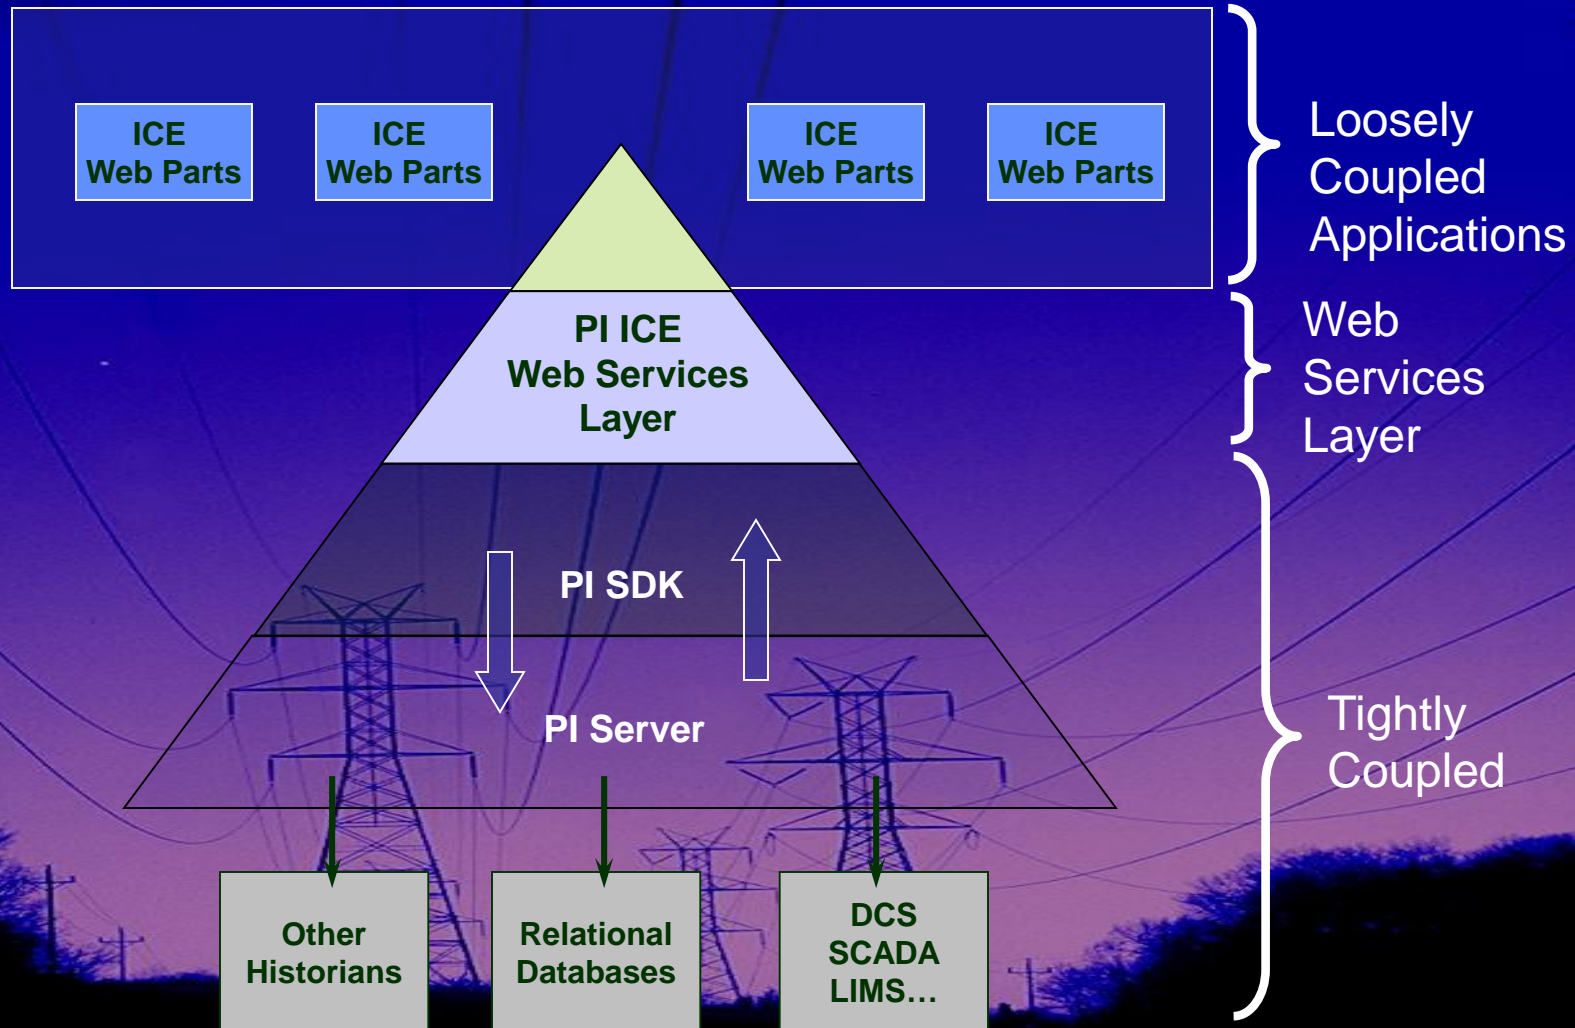 ICE
Web Parts
ICE
Web Parts
ICE
Web Parts
ICE
Web Parts
Loosely
Coupled
Applications
PI ICE
Web Services
Layer
Web
Services
Layer
PI SDK
PI Server
Tightly
Coupled
Other
Historians
Relational
Databases
DCS
SCADA
LIMS…